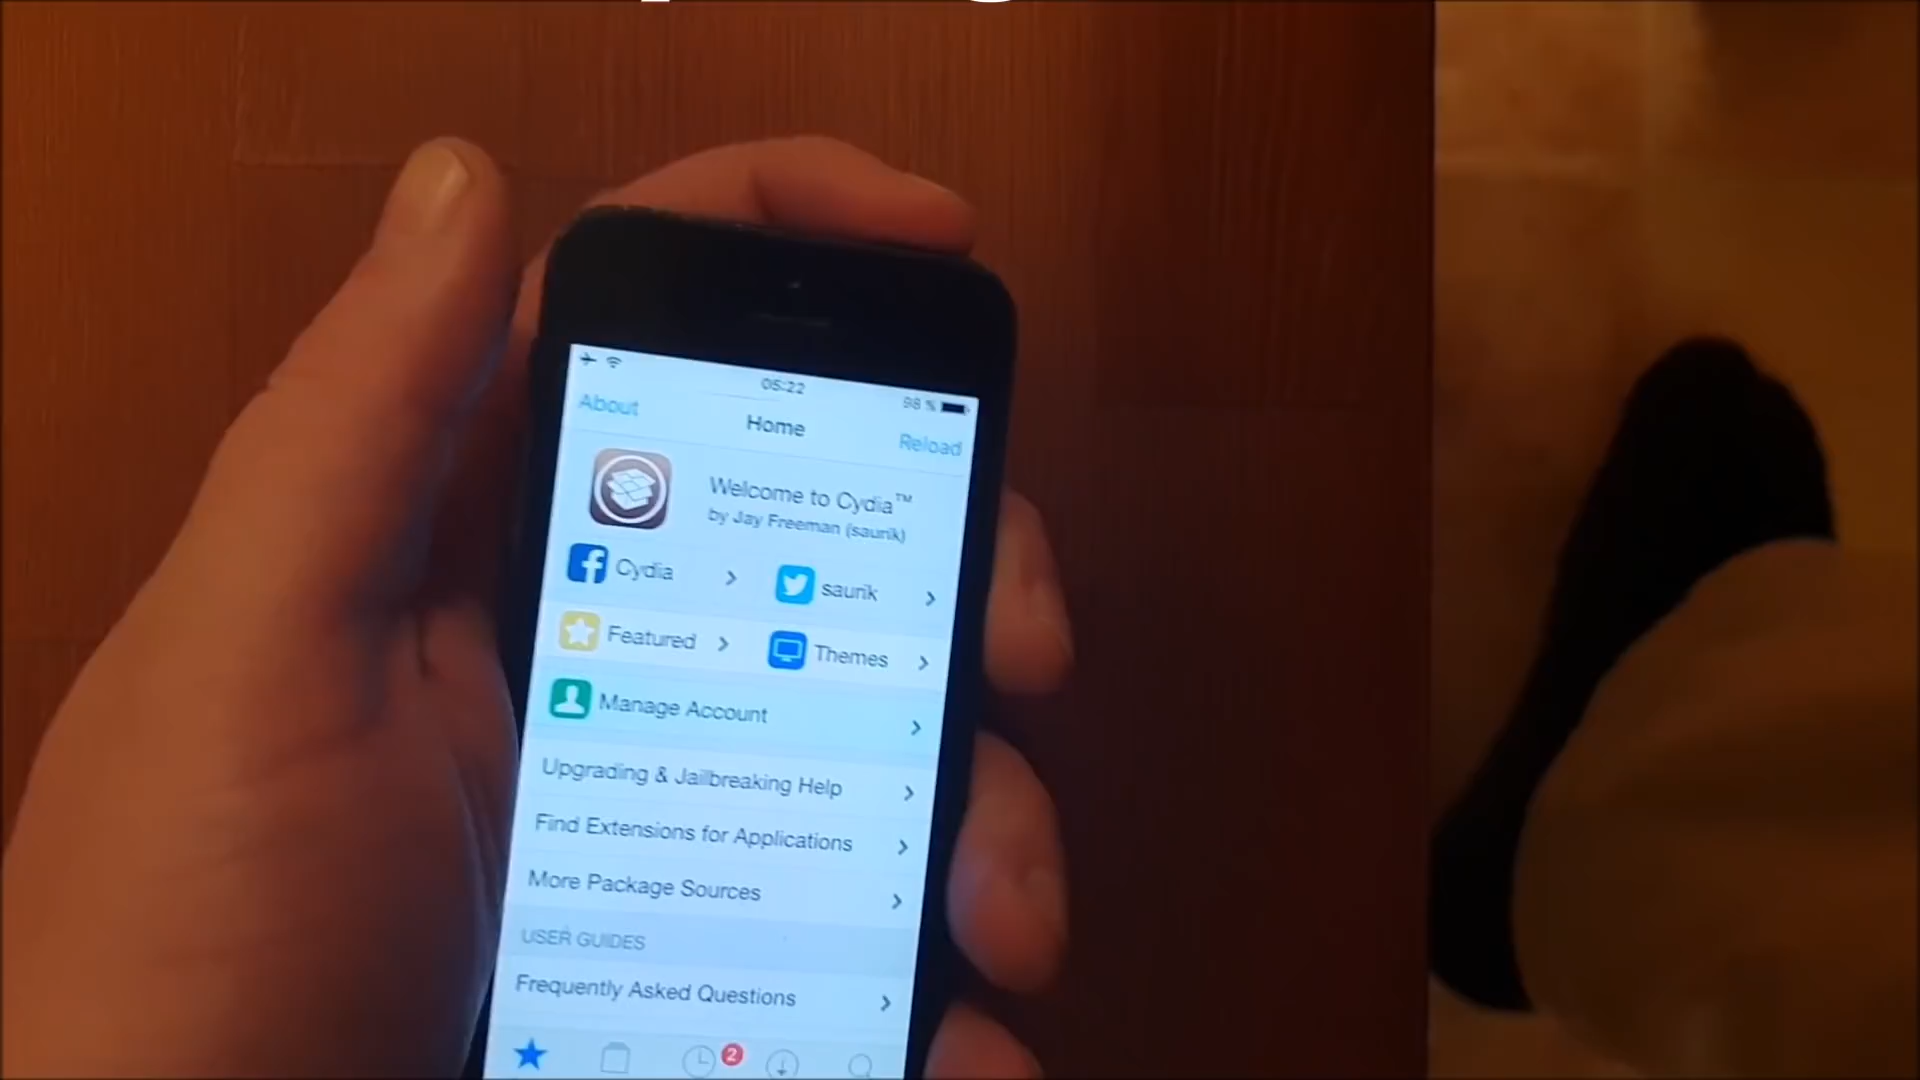 05:22
98 %
About
Home
Reload
Welcome to Cydia™
by Jay Freeman (saurik)
Cydia
saurik
Featured
Themes
Manage Account
Upgrading & Jailbreaking Help
Find Extensions for Applications
More Package Sources
USER GUIDES
Frequently Asked Questions
2